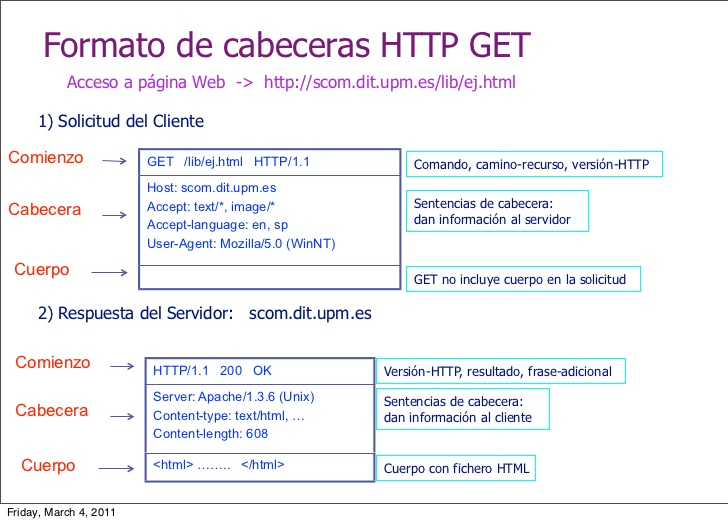 Formato de cabeceras HTTP GET
Acceso a página Web -> http://scom.dit.upm.es/lib/ej.html
1) Solicitud del Cliente
Comienzo
GET /lib/ej.html HTTP/1.1
Comando, camino-recurso, versión-HTTP
Cabecera
Host: scom.dit.upm.es
Accept: text/*, image/*
Accept-language: en, sp
User-Agent: Mozilla/5.0 (WinNT)
Sentencias de cabecera:
dan información al servidor
Cuerpo
GET no incluye cuerpo en la solicitud
2) Respuesta del Servidor: scom.dit.upm.es
Comienzo
HTTP/1.1 200 OK
Versión-HTTP, resultado, frase-adicional
Cabecera
Server: Apache/1.3.6 (Unix)
Content-type: text/html, …
Content-length: 608
Sentencias de cabecera:
dan información al cliente
Cuerpo
<html> …….. </html>
Cuerpo con fichero HTML
Friday, March 4, 2011